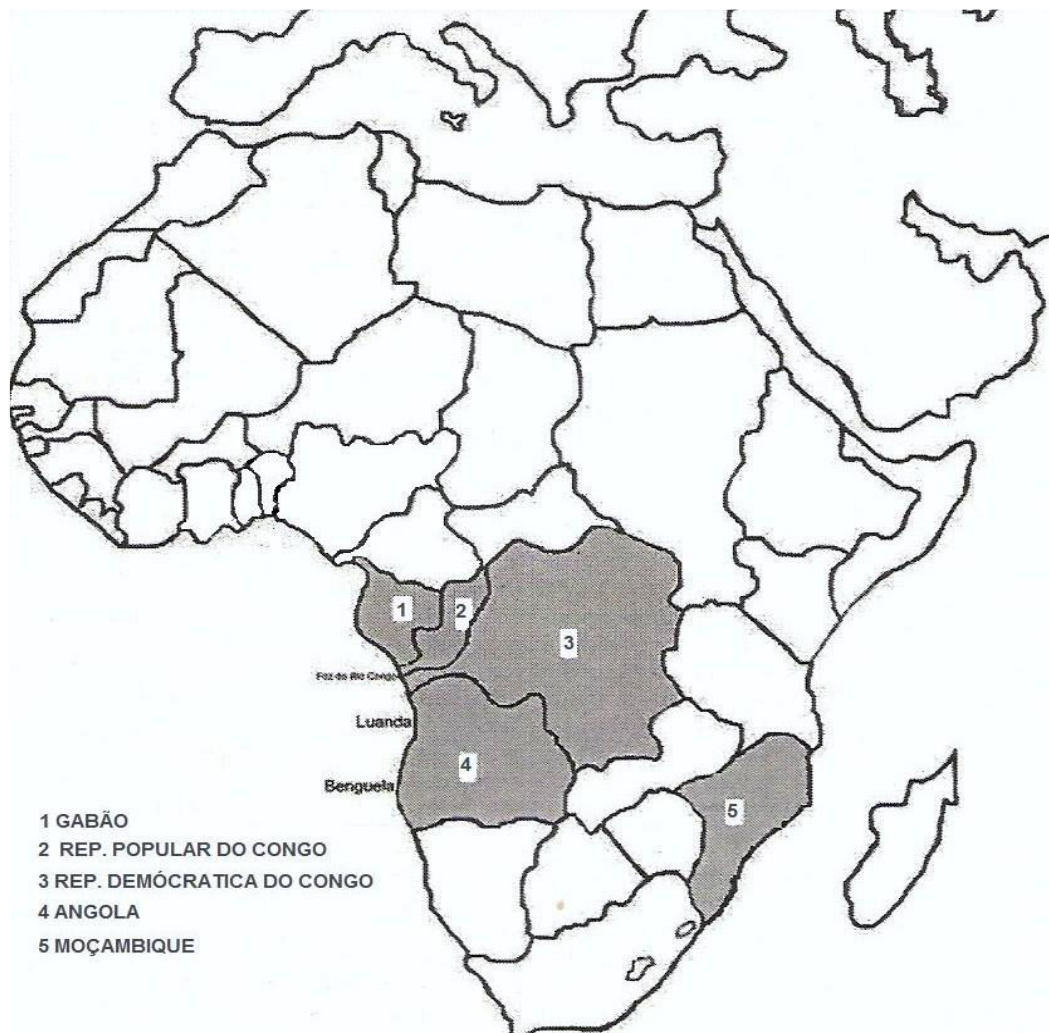 1
2
3
Foz do Rio Congo
Luanda
4
Benguela
5
1 GABÃO
2 REP. POPULAR DO CONGO
3 REP. DEMÓCRATICA DO CONGO
4 ANGOLA
5 MOÇAMBIQUE